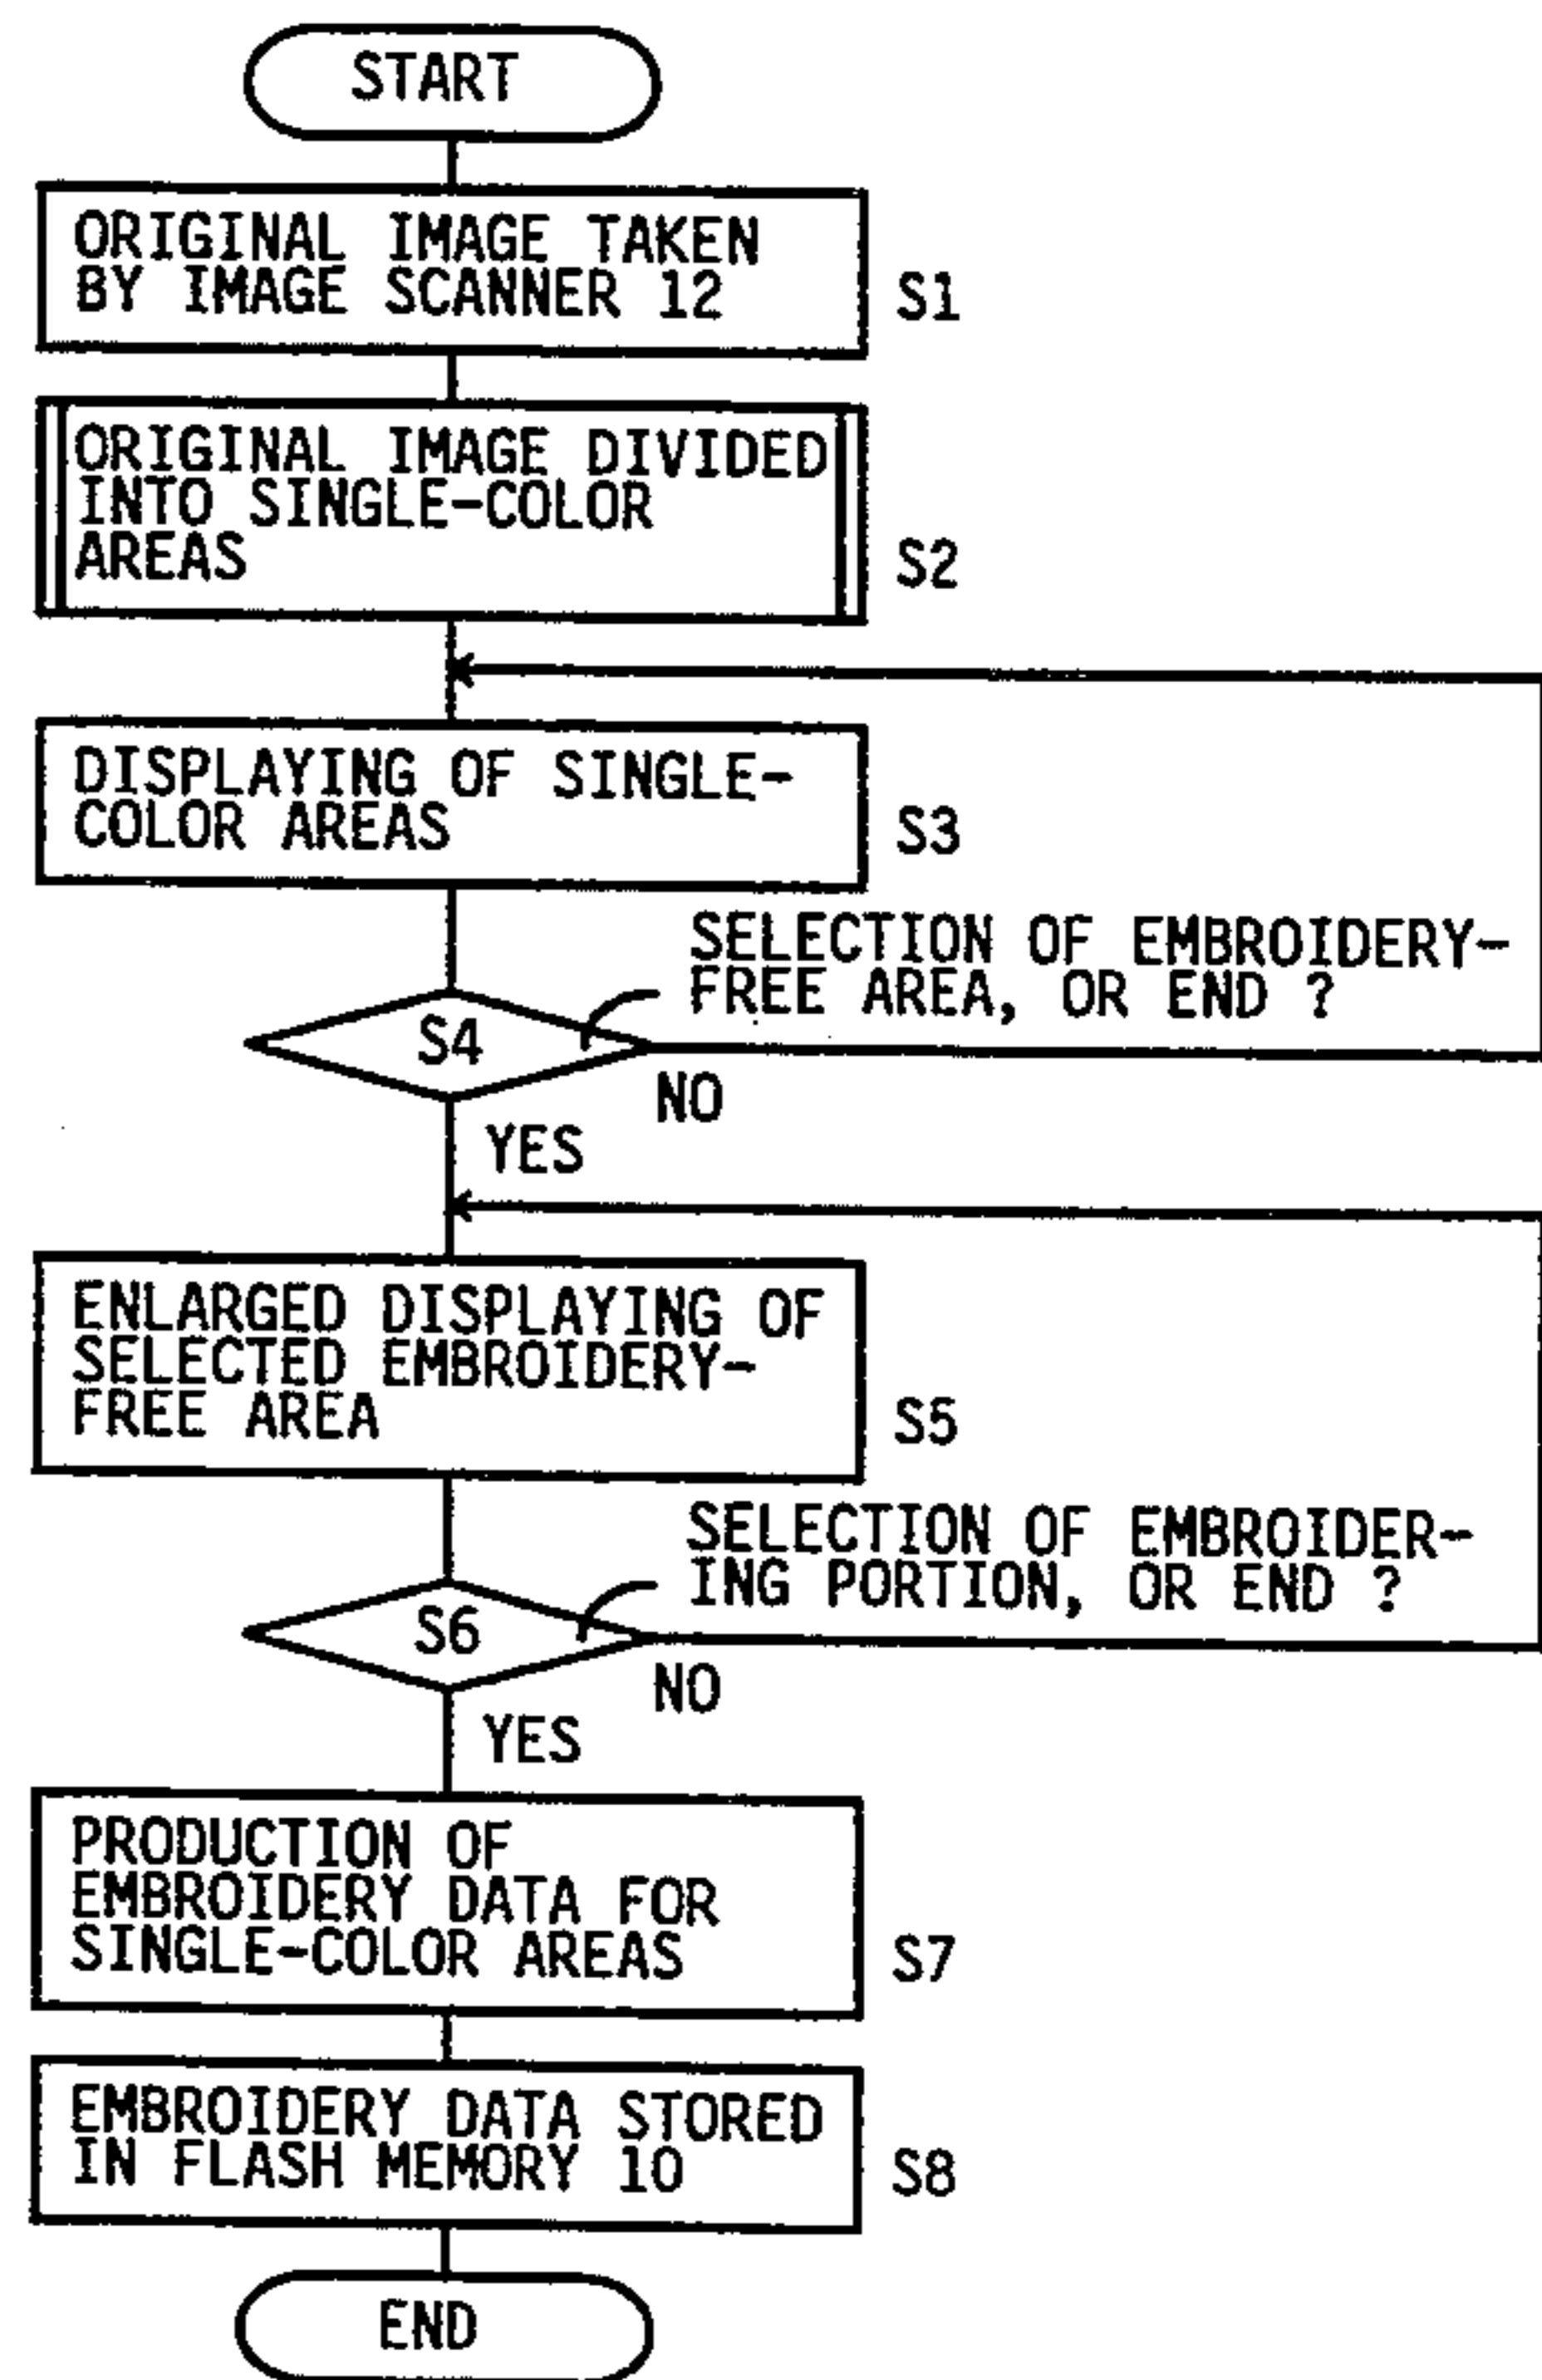 START
ORIGINAL IMAGE TAKEN
BY IMAGE SCANNER 12
S1
ORIGINAL IMAGE DIVIDED
INTO SINGLE-COLOR
AREAS
S2
DISPLAYING OF SINGLE-
COLOR AREAS
S3
SELECTION OF EMBROIDERY-
FREE AREA, OR END ?
S4
NO
YES
ENLARGED DISPLAYING OF
SELECTED EMBROIDERY-
FREE AREA
S5
SELECTION OF EMBROIDER-
ING PORTION, OR END ?
S6
NO
YES
PRODUCTION OF
EMBROIDERY DATA FOR
SINGLE-COLOR AREAS
S7
EMBROIDERY DATA STORED
IN FLASH MEMORY 10
S8
END